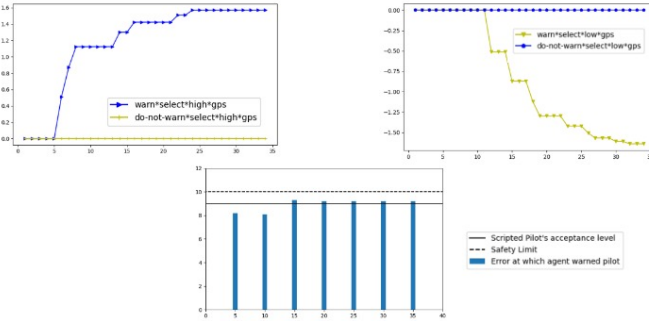 1.6
1.4
1.2
1.0
0.8
0.6
0.4
0.2
0.0
0 5 10 15 20 25 30 35
warn*select*high*gps
do-not-warn*select*high*gps
0.00
−0.25
−0.50
−0.75
−1.00
−1.25
−1.50
0 5 10 15 20 25 30
warn*select*low*gps
do-not-warn*select*low*gps
12
10
8
6
4
2
0
0 5 10 15 20 25 30 35 40
Scripted Pilot's acceptance level
Safety Limit
Error at which agent warned pilot